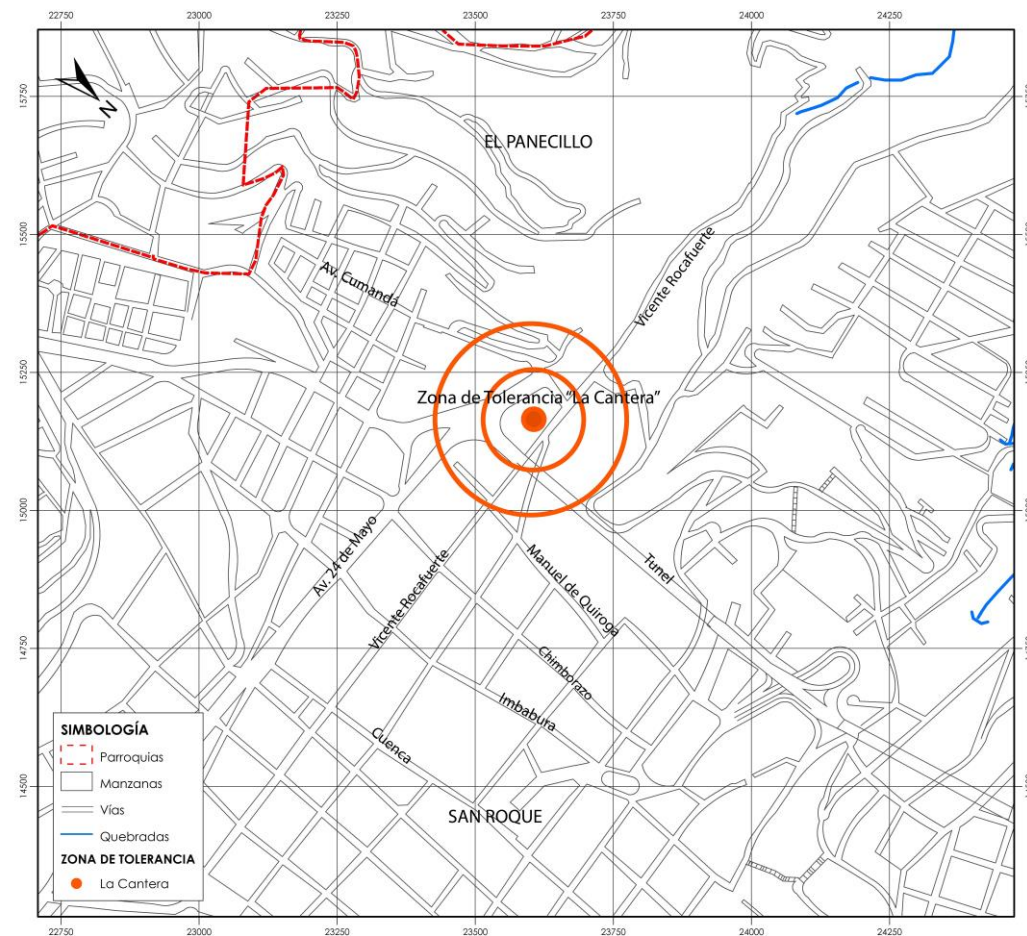 22750 23000 23250 23500 23750 24000 24250
15750
N
EL PANECILLO
15500
Av. Cumandá
Vicente Rocafuerte
15250
Zona de Tolerancia "La Cantera"
15000
Av. 24 de Mayo
Vicente Rocafuerte
Manuel de Quiroga
Tunel
14750
Chimborazo
Imbabura
Cuenca
SIMBOLOGÍA
Parroquias
Manzanas
Vías
Quebradas
ZONA DE TOLERANCIA
La Cantera
14500
SAN ROQUE
22750 23000 23250 23500 23750 24000 24250